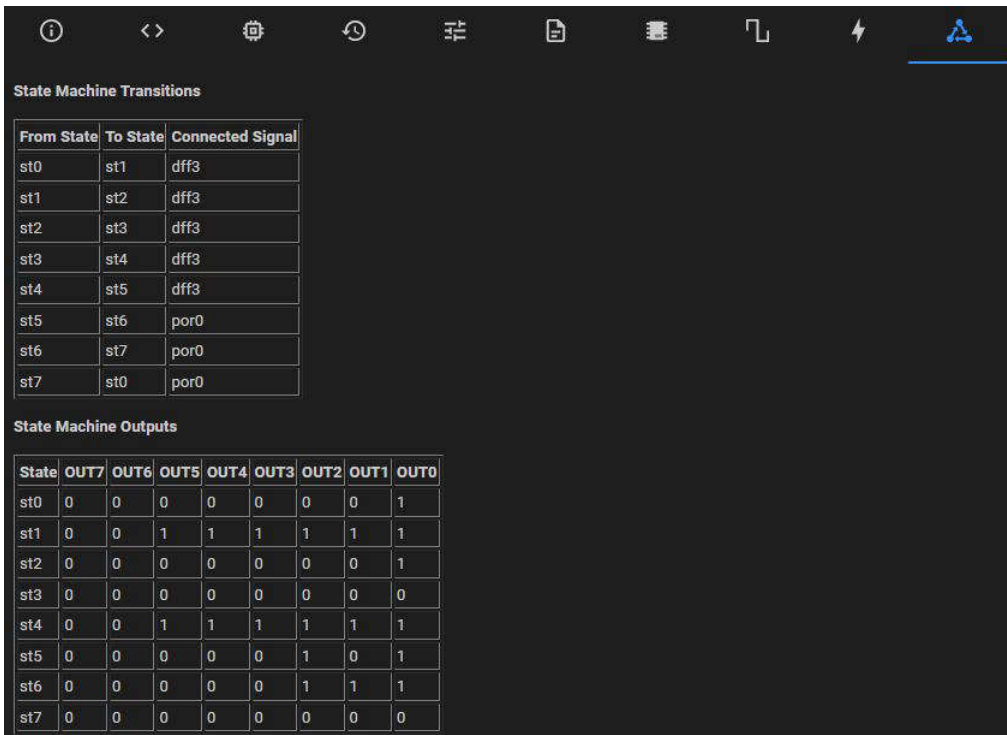 State Machine Transitions
From State To State Connected Signal
st0 st1 dff3
st1 st2 dff3
st2 st3 dff3
st3 st4 dff3
st4 st5 dff3
st5 st6 por0
st6 st7 por0
st7 st0 por0
State Machine Outputs
State OUT7 OUT6 OUT5 OUT4 OUT3 OUT2 OUT1 OUT0
st0 0 0 0 0 0 0 0 1
st1 0 0 1 1 1 1 1 1
st2 0 0 0 0 0 0 0 1
st3 0 0 0 0 0 0 0 0
st4 0 0 1 1 1 1 1 1
st5 0 0 0 0 0 1 0 1
st6 0 0 0 0 0 1 1 1
st7 0 0 0 0 0 0 0 0